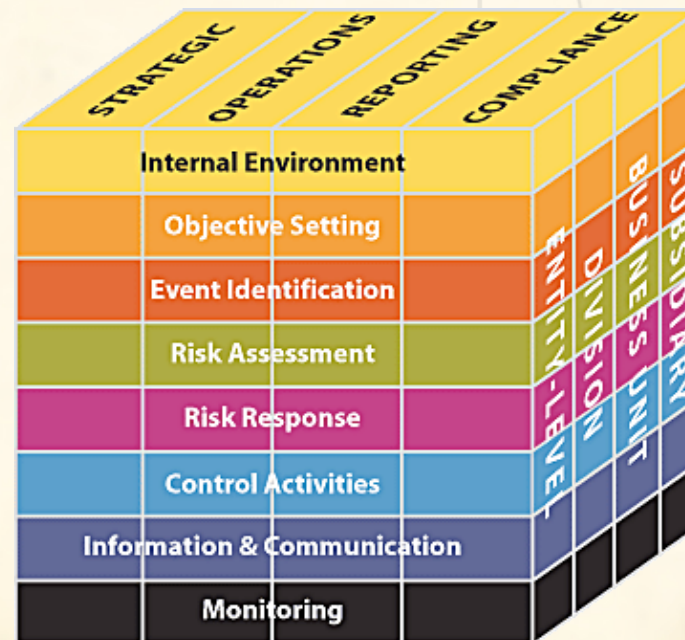 STRATEGIC
OPERATIONS
REPORTING
COMPLIANCE
Internal Environment
Objective Setting
Event Identification
Risk Assessment
Risk Response
Control Activities
Information & Communication
Monitoring
ENTITY-LEVEL
DIVISION
BUSINESS UNIT
SUBSIDIARY